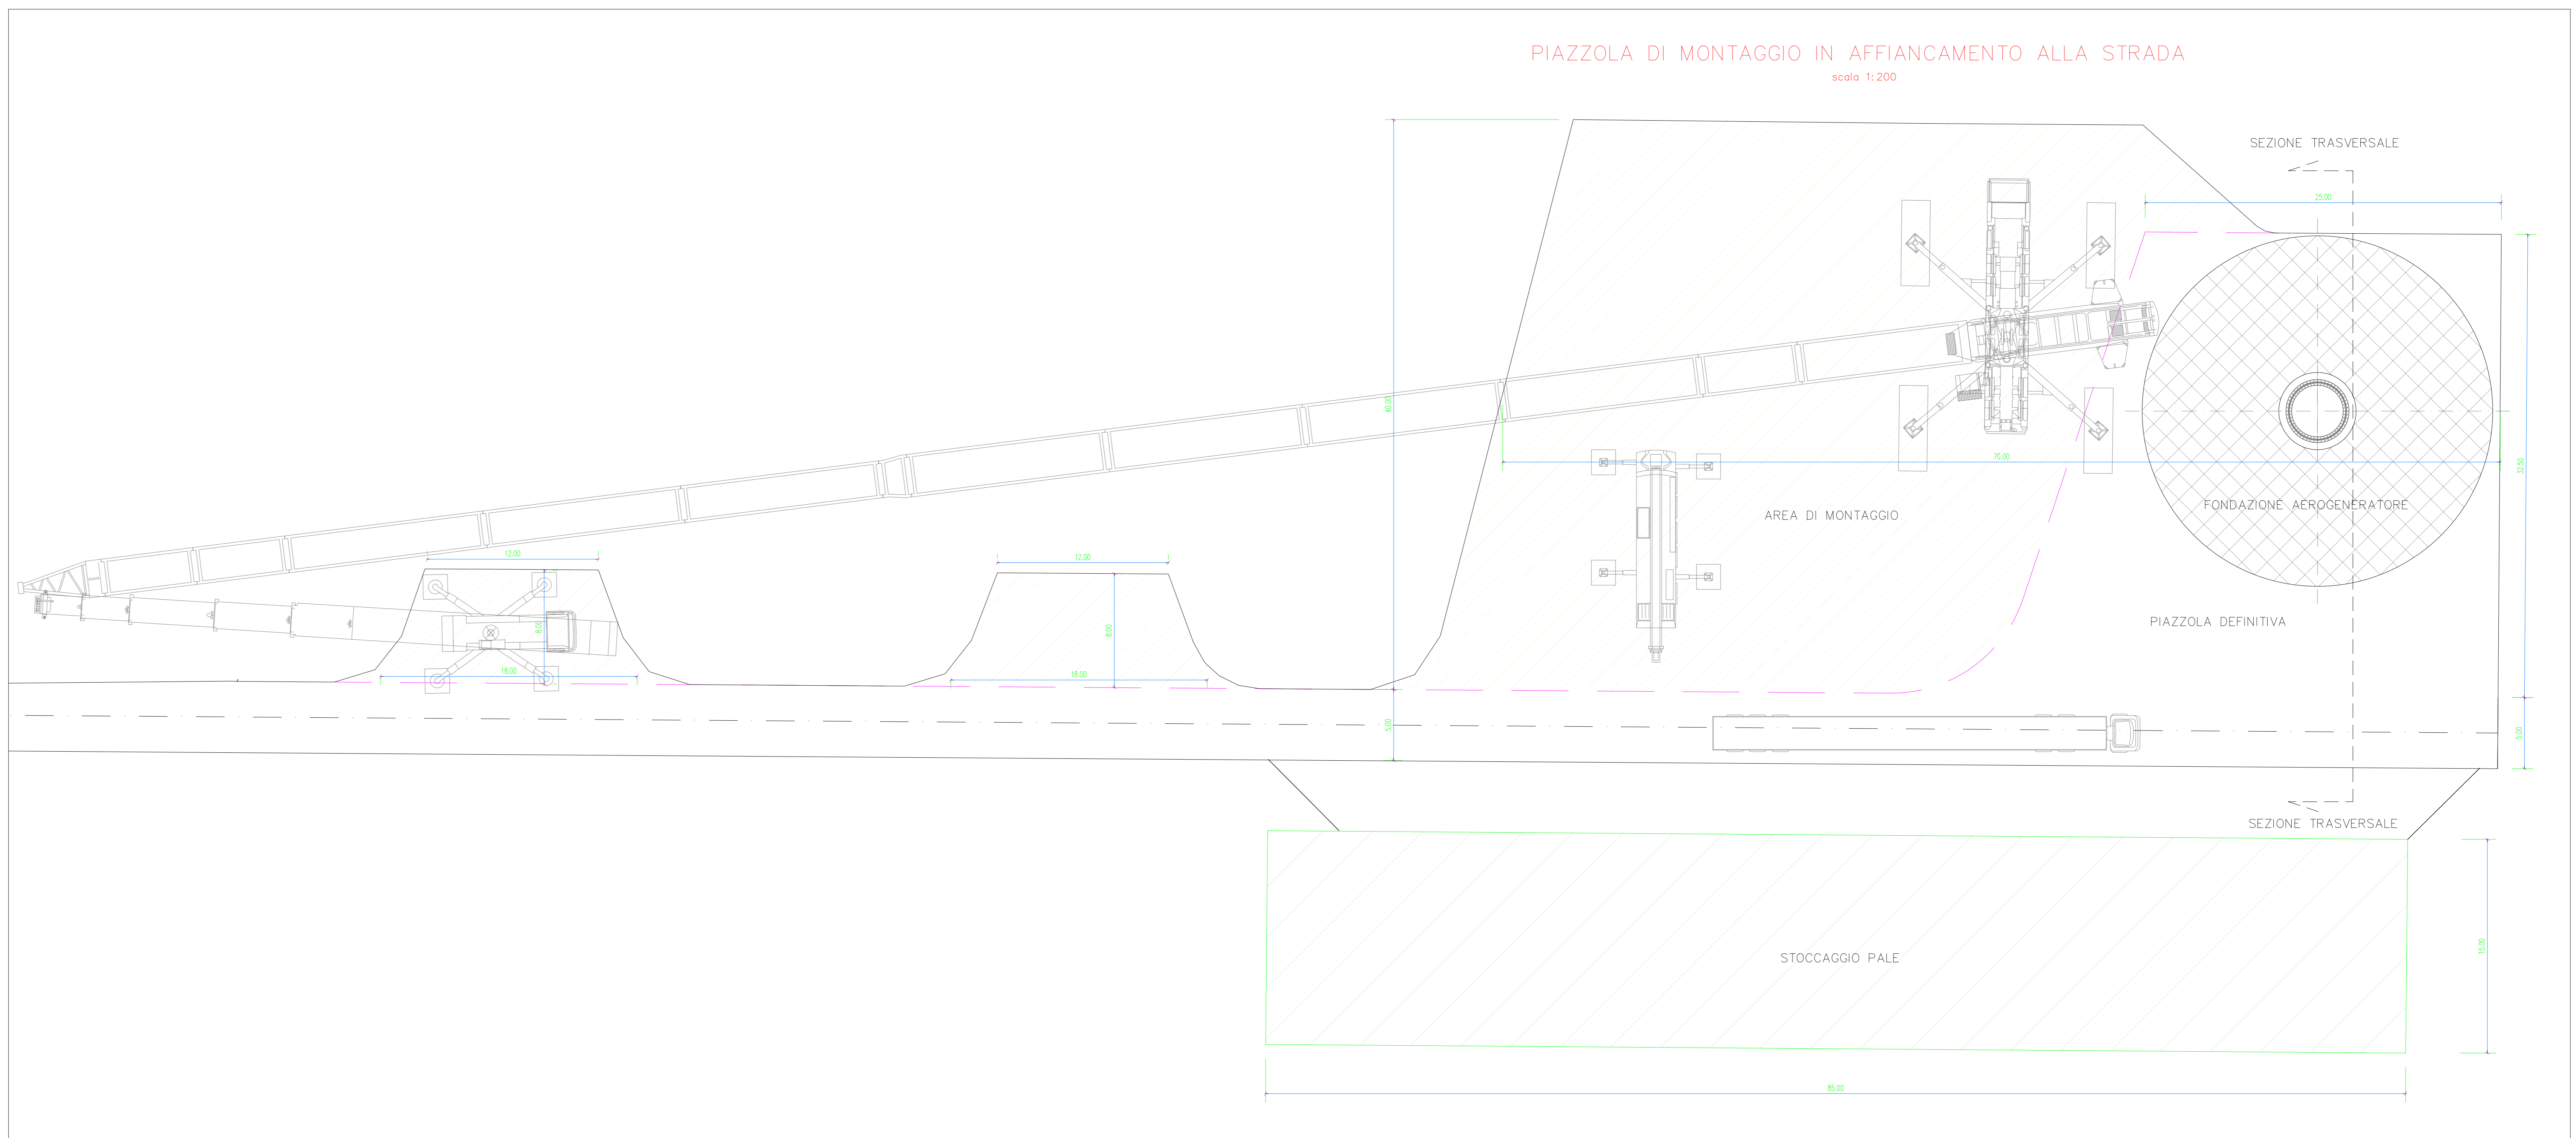 PIAZZOLA DI MONTAGGIO IN AFFIANCAMENTO ALLA STRADA
scala 1:200
SEZIONE TRASVERSALE
25.00
40.00
70.00
32.50
FONDAZIONE AEROGENERATORE
AREA DI MONTAGGIO
12.00
12.00
8.00
8.00
PIAZZOLA DEFINITIVA
18.00
18.00
5.00
5.00
SEZIONE TRASVERSALE
15.00
STOCCAGGIO PALE
85.00